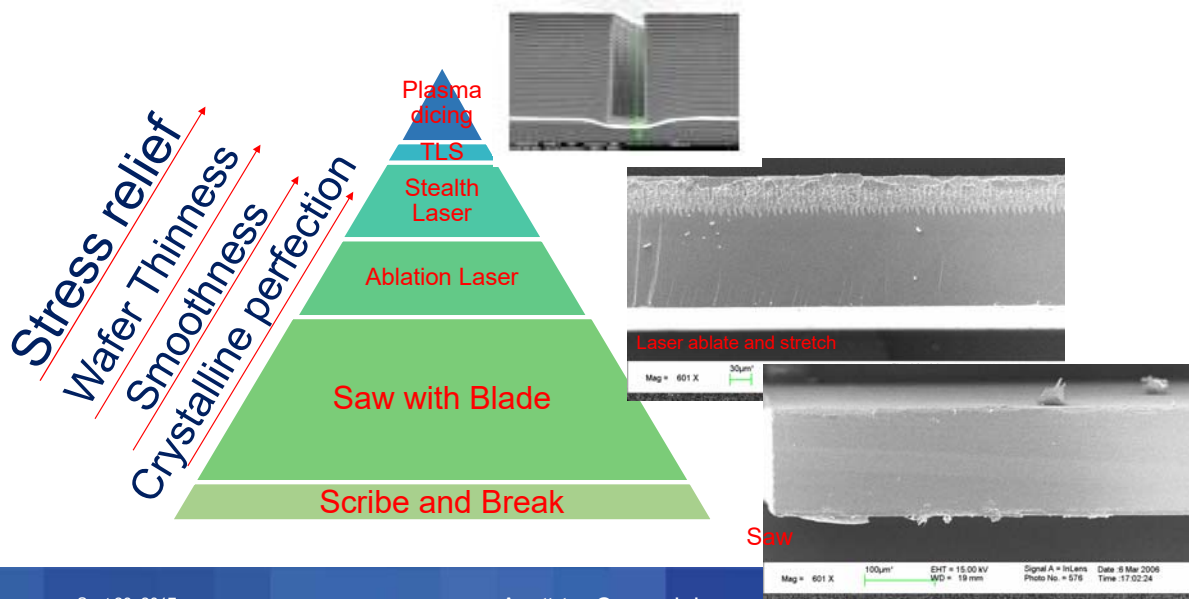 Stress relief
Wafer Thinness
Smoothness
Crystalline perfection
Plasma
dicing
TLS
Stealth
Laser
Ablation Laser
Saw with Blade
Scribe and Break
Laser ablate and stretch
Mag = 601 X
30µm*
Saw
Mag = 601 X
100µm*
EHT = 15.00 kV
WD = 19 mm
Signal A = InLens
Photo No. = 576
Date :6 Mar 2006
Time :17:02:24